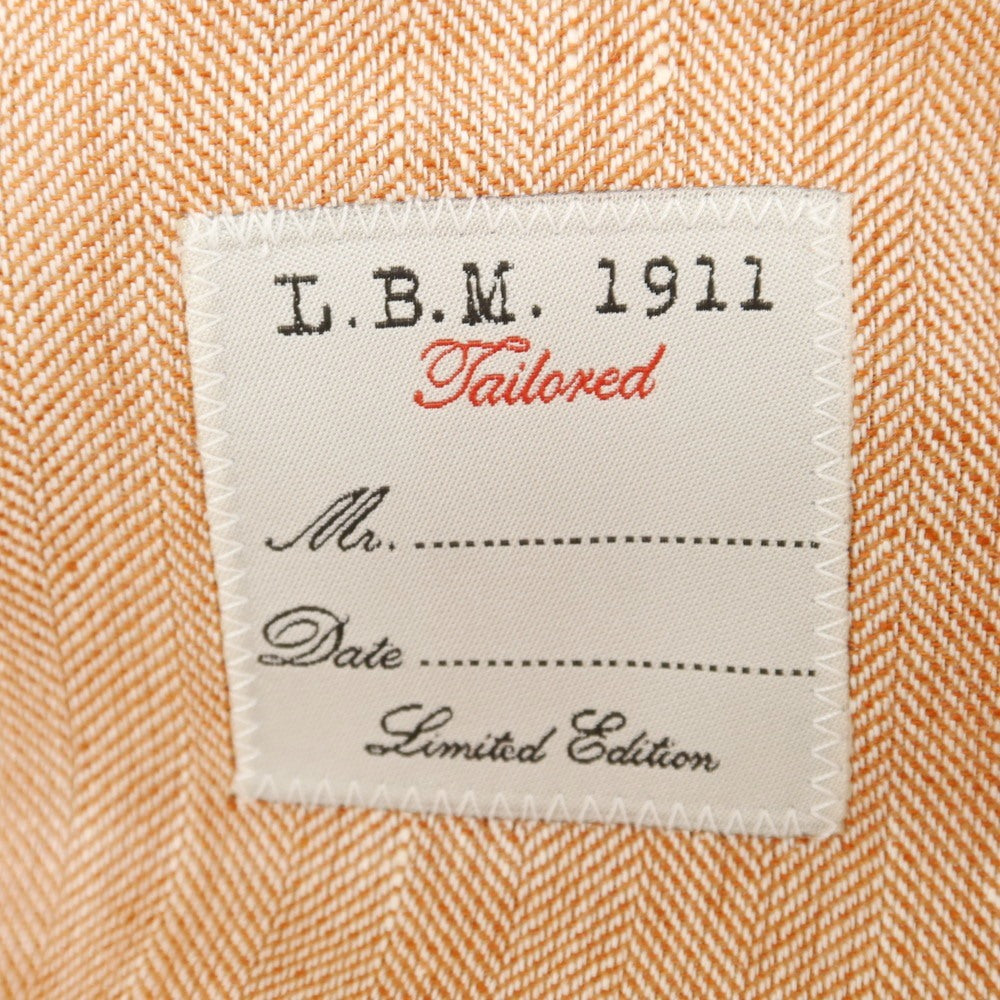 L.B.M. 1911
Tailored
Mr. ........................................
Date ........................................
Limited Edition